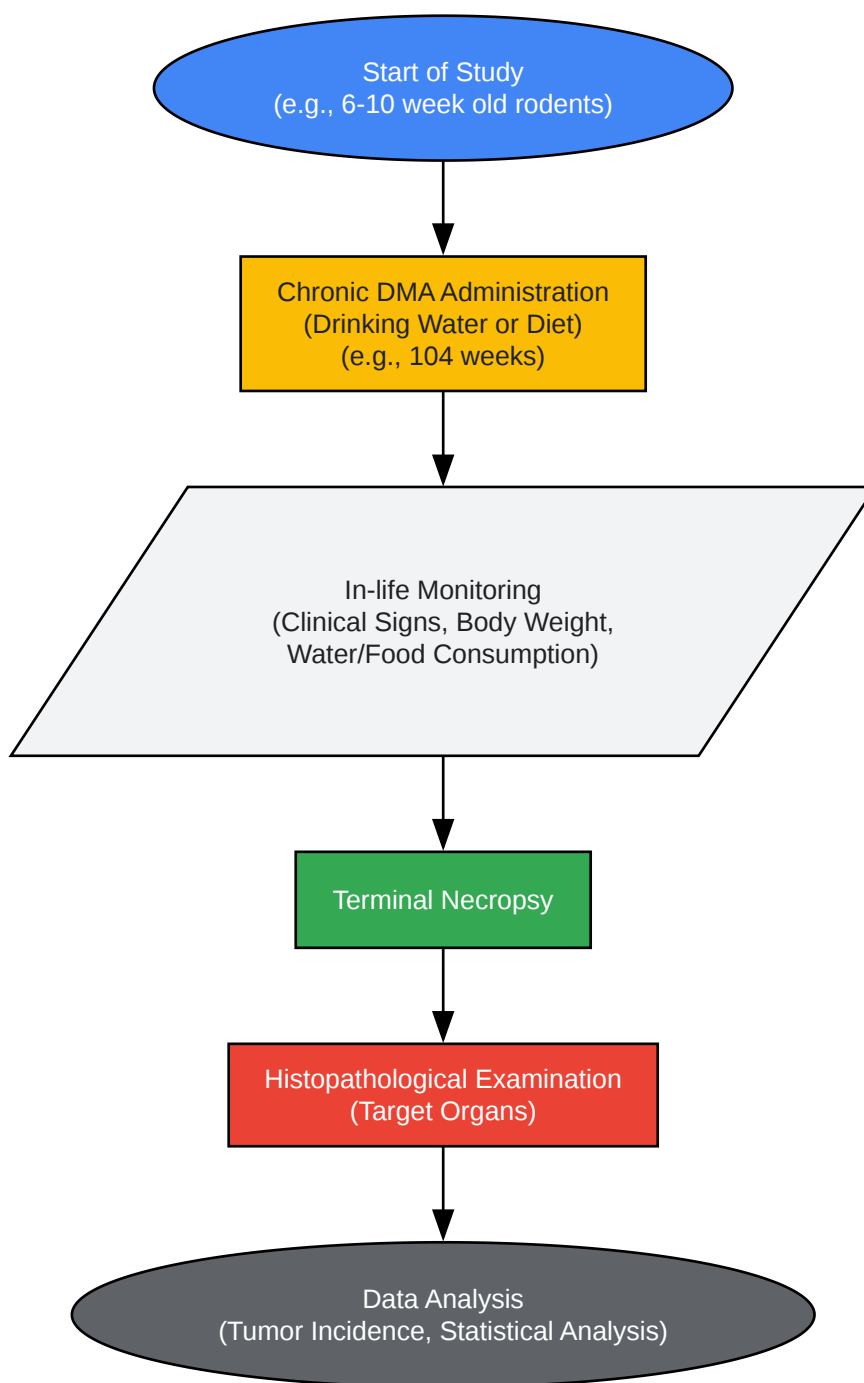 Start of Study
(e.g., 6-10 week old rodents)
Chronic DMA Administration
(Drinking Water or Diet)
(e.g., 104 weeks)
In-life Monitoring
(Clinical Signs, Body Weight,
Water/Food Consumption)
Terminal Necropsy
Histopathological Examination
(Target Organs)
Data Analysis
(Tumor Incidence, Statistical Analysis)